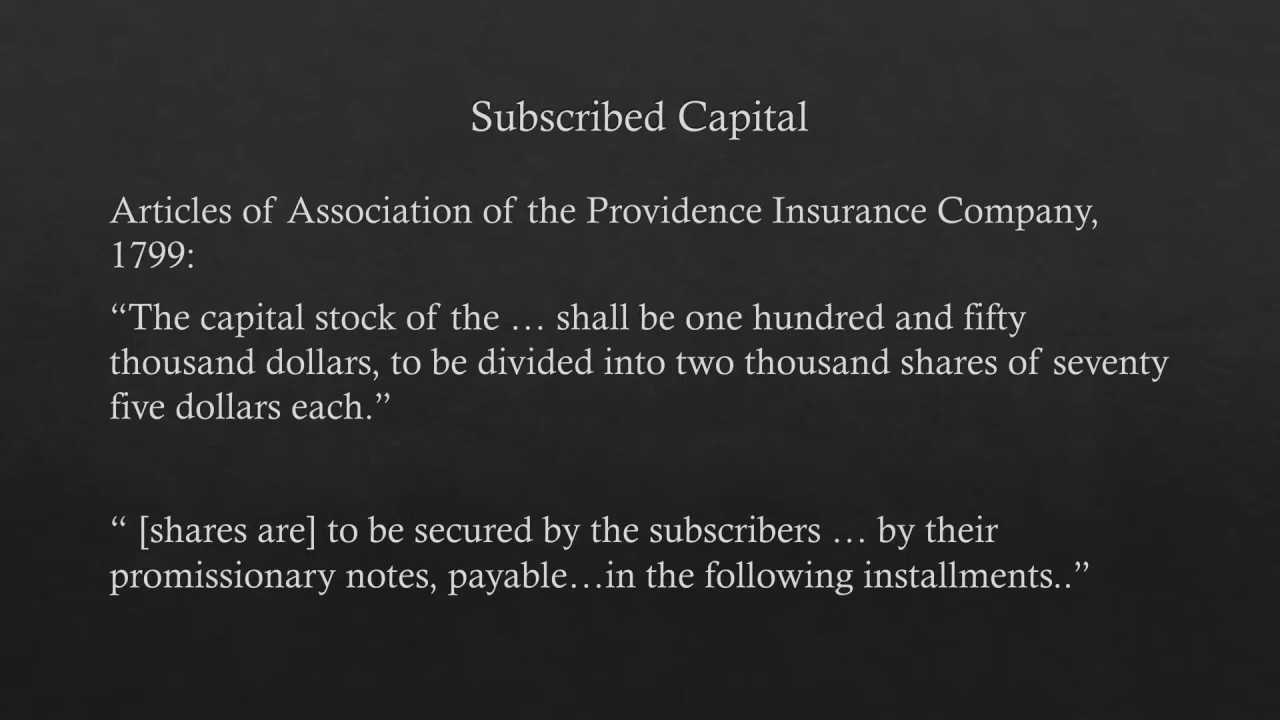 Subscribed Capital
Articles of Association of the Providence Insurance Company,
1799:
“The capital stock of the … shall be one hundred and fifty
thousand dollars, to be divided into two thousand shares of seventy
five dollars each.”
“ [shares are] to be secured by the subscribers … by their
promissionary notes, payable…in the following installments..”